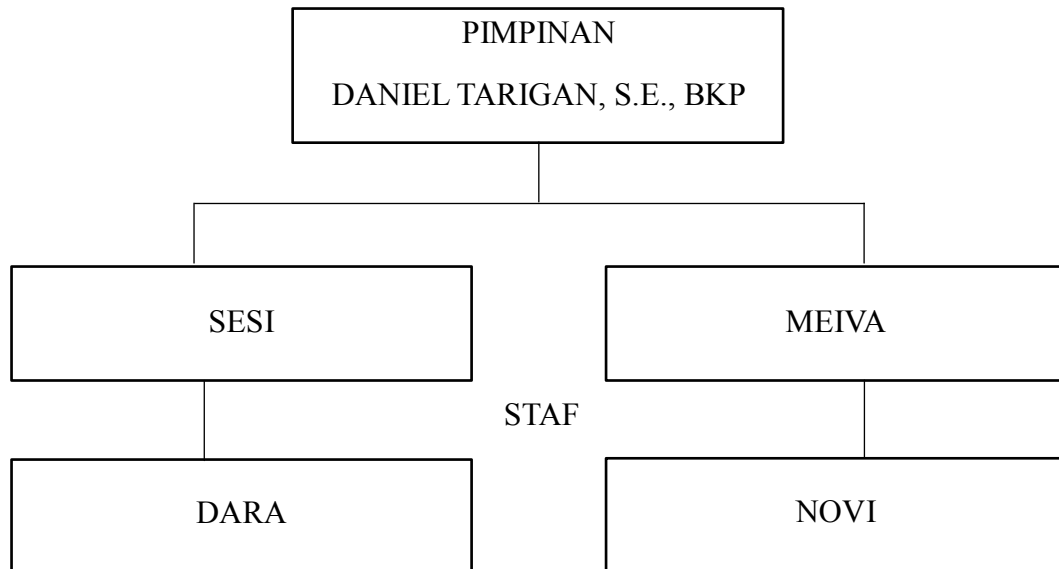 PIMPINAN
DANIEL TARIGAN, S.E., BKP
SESI
MEIVA
STAF
DARA
NOVI